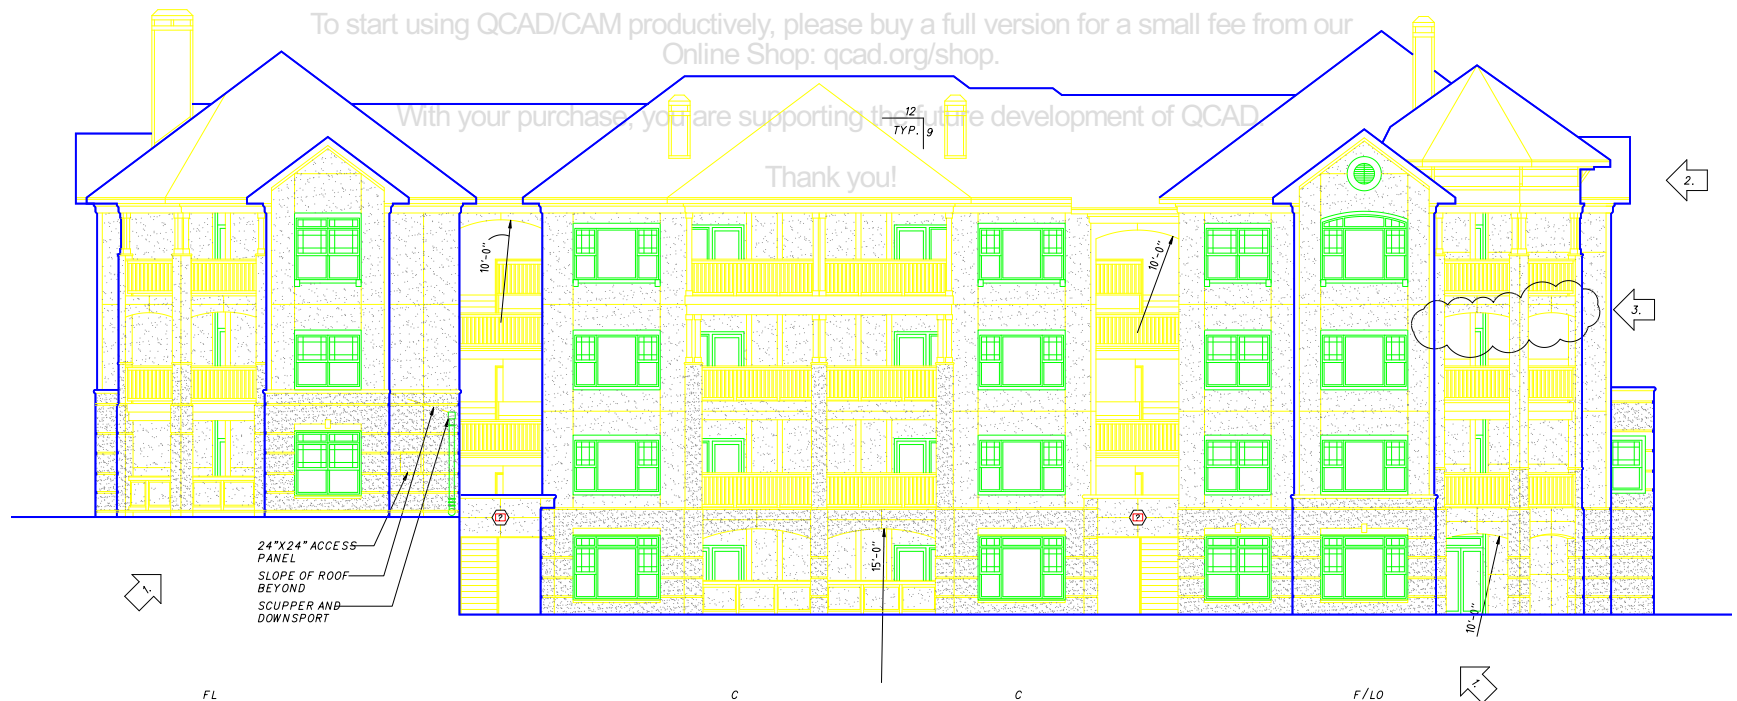 To start using QCAD/CAM productively, please buy a full version for a small fee from our
Online Shop: qcad.org/shop.
With your purchase, you are supporting the future development of QCAD.
12
TYP. 9
Thank you!
2.
10'-0"
10'-0"
3.
?
?
24"X24" ACCESS
PANEL
SLOPE OF ROOF
BEYOND
SCUPPER AND
DOWNSPORT
15'-0"
10'-0"
1.
1.
FL
C
C
F/LO